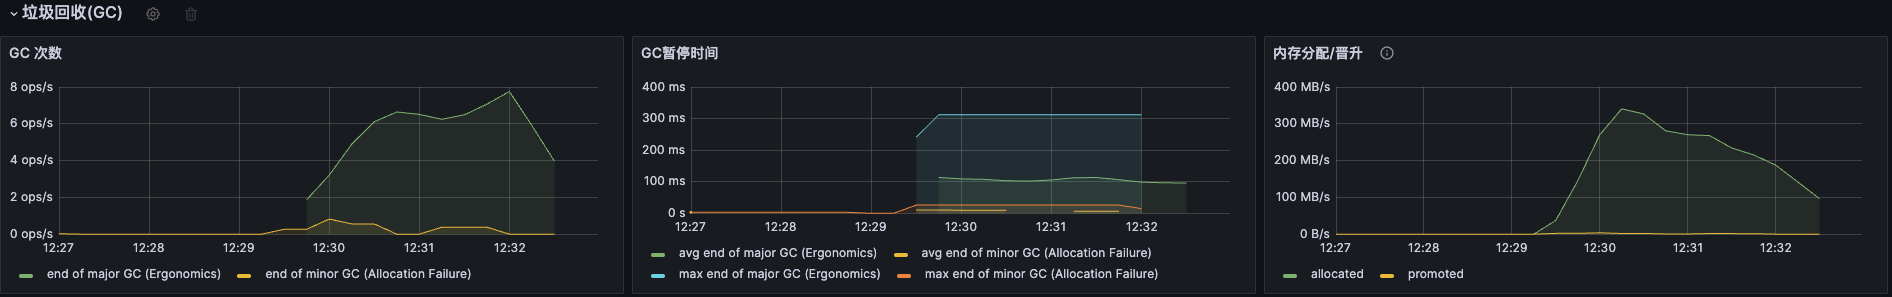 垃圾回收(GC)
GC 次数
8 ops/s
6 ops/s
4 ops/s
2 ops/s
0 ops/s
12:27 12:28 12:29 12:30 12:31 12:32
end of major GC (Ergonomics) end of minor GC (Allocation Failure)
GC暂停时间
400 ms
300 ms
200 ms
100 ms
0 s
12:27 12:28 12:29 12:30 12:31 12:32
avg end of major GC (Ergonomics) avg end of minor GC (Allocation Failure)
max end of major GC (Ergonomics) max end of minor GC (Allocation Failure)
内存分配/晋升
400 MB/s
300 MB/s
200 MB/s
100 MB/s
0 B/s
12:27 12:28 12:29 12:30 12:31 12:32
allocated promoted